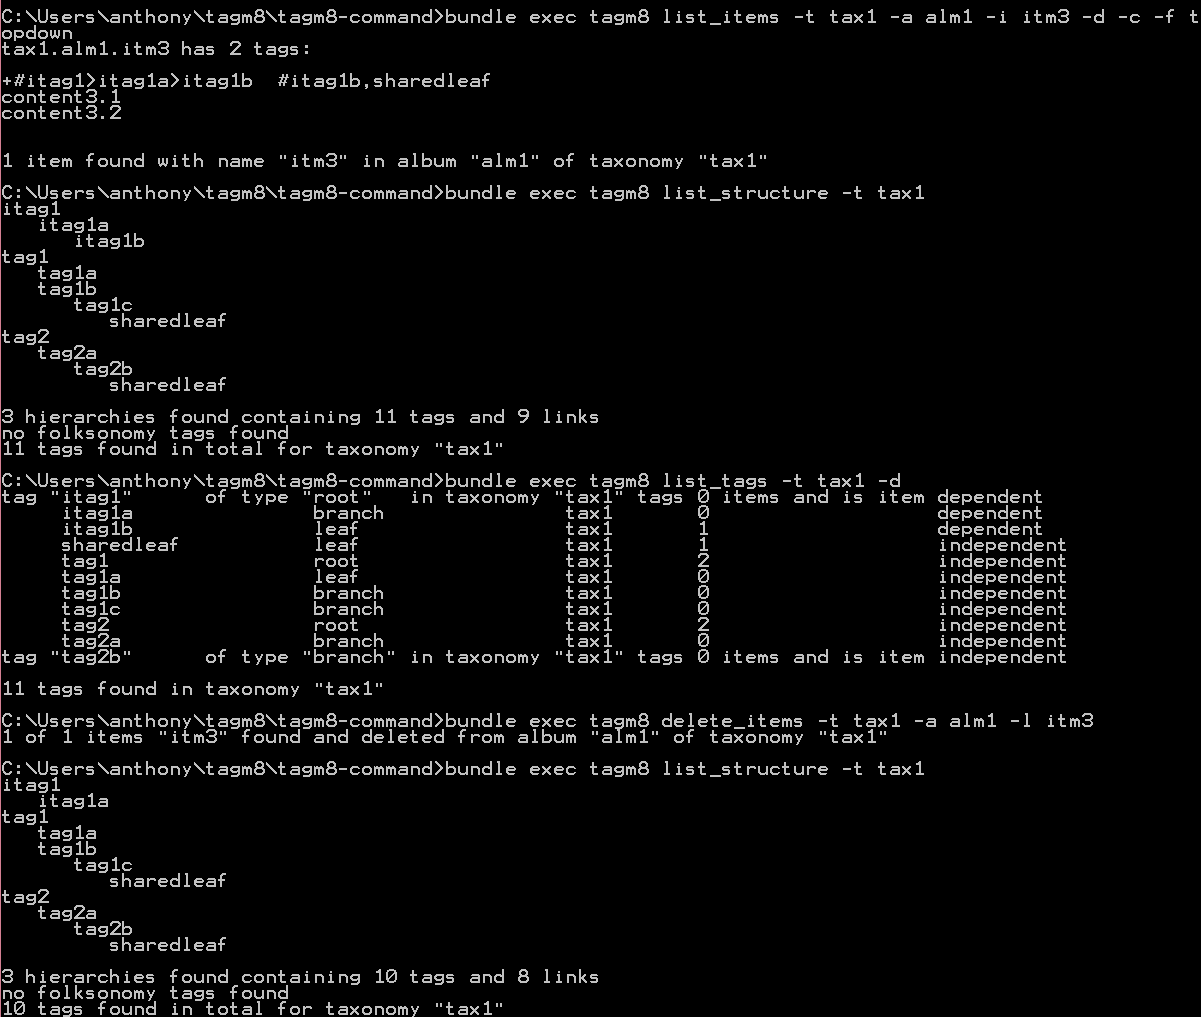 C:\Users\anthony\tagm8\tagm8-command>bundle exec tagm8 list_items -t tax1 -a alm1 -i itm3 -d -c -f t
opdown
tax1.alm1.itm3 has 2 tags:
+#itag1>itag1a>itag1b  #itag1b,sharedleaf
content3.1
content3.2
1 item found with name "itm3" in album "alm1" of taxonomy "tax1"
C:\Users\anthony\tagm8\tagm8-command>bundle exec tagm8 list_structure -t tax1
itag1
   itag1a
      itag1b
tag1
   tag1a
   tag1b
      tag1c
         sharedleaf
tag2
   tag2a
      tag2b
         sharedleaf
3 hierarchies found containing 11 tags and 9 links
no folksonomy tags found
11 tags found in total for taxonomy "tax1"
C:\Users\anthony\tagm8\tagm8-command>bundle exec tagm8 list_tags -t tax1 -d
tag "itag1"      of type "root"   in taxonomy "tax1" tags 0 items and is item dependent
     itag1a               branch               tax1       0                   dependent
     itag1b               leaf                 tax1       1                   dependent
     sharedleaf           leaf                 tax1       1                   independent
     tag1                 root                 tax1       2                   independent
     tag1a                leaf                 tax1       0                   independent
     tag1b                branch               tax1       0                   independent
     tag1c                branch               tax1       0                   independent
     tag2                 root                 tax1       2                   independent
     tag2a                branch               tax1       0                   independent
tag "tag2b"      of type "branch" in taxonomy "tax1" tags 0 items and is item independent
11 tags found in taxonomy "tax1"
C:\Users\anthony\tagm8\tagm8-command>bundle exec tagm8 delete_items -t tax1 -a alm1 -l itm3
1 of 1 items "itm3" found and deleted from album "alm1" of taxonomy "tax1"
C:\Users\anthony\tagm8\tagm8-command>bundle exec tagm8 list_structure -t tax1
itag1
   itag1a
tag1
   tag1a
   tag1b
      tag1c
         sharedleaf
tag2
   tag2a
      tag2b
         sharedleaf
3 hierarchies found containing 10 tags and 8 links
no folksonomy tags found
10 tags found in total for taxonomy "tax1"